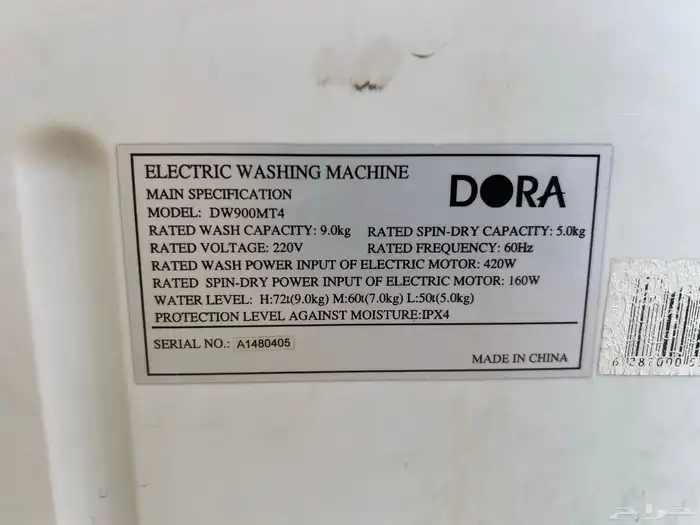 ELECTRIC WASHING MACHINE
DORA
MAIN SPECIFICATION
MODEL: DW900MT4
RATED WASH CAPACITY: 9.0kg RATED SPIN-DRY CAPACITY: 5.0kg
RATED VOLTAGE: 220V RATED FREQUENCY: 60Hz
RATED WASH POWER INPUT OF ELECTRIC MOTOR: 420W
RATED SPIN-DRY POWER INPUT OF ELECTRIC MOTOR: 160W
WATER LEVEL: H:72ℓ(9.0kg) M:60ℓ(7.0kg) L:50ℓ(5.0kg)
PROTECTION LEVEL AGAINST MOISTURE:IPX4
SERIAL NO.: A1480405
MADE IN CHINA
حراج